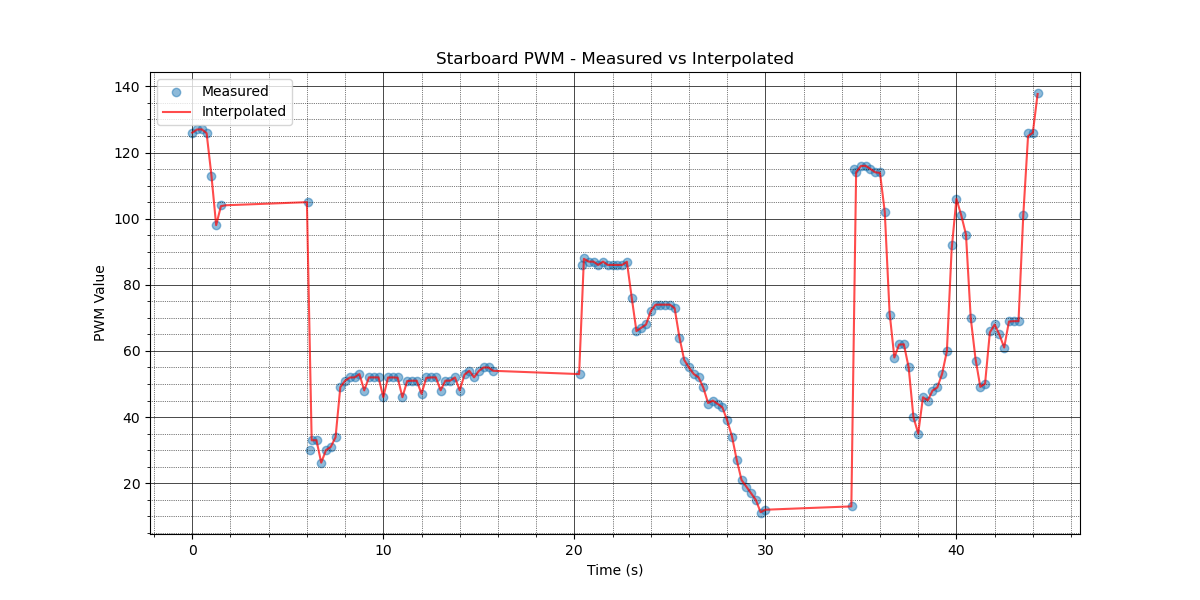 Starboard PWM - Measured vs Interpolated
Measured
Interpolated
PWM Value
140
120
100
80
60
40
20
0 10 20 30 40
Time (s)